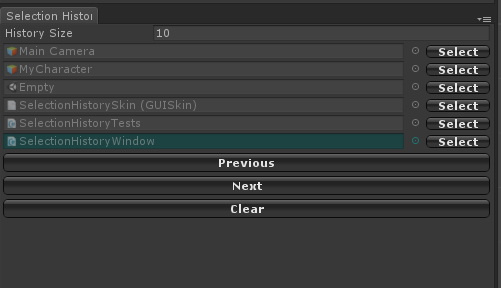 Selection Histor
History Size 10
Main Camera Select
MyCharacter Select
Empty Select
SelectionHistorySkin (GUISkin) Select
SelectionHistoryTests Select
SelectionHistoryWindow Select
Previous
Next
Clear